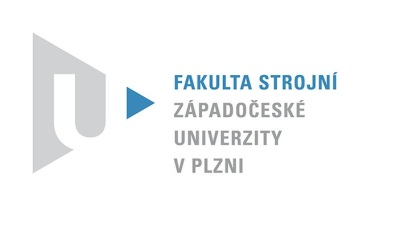 U
FAKULTA STROJNÍ
ZÁPADOČESKÉ
UNIVERZITY
V PLZNI